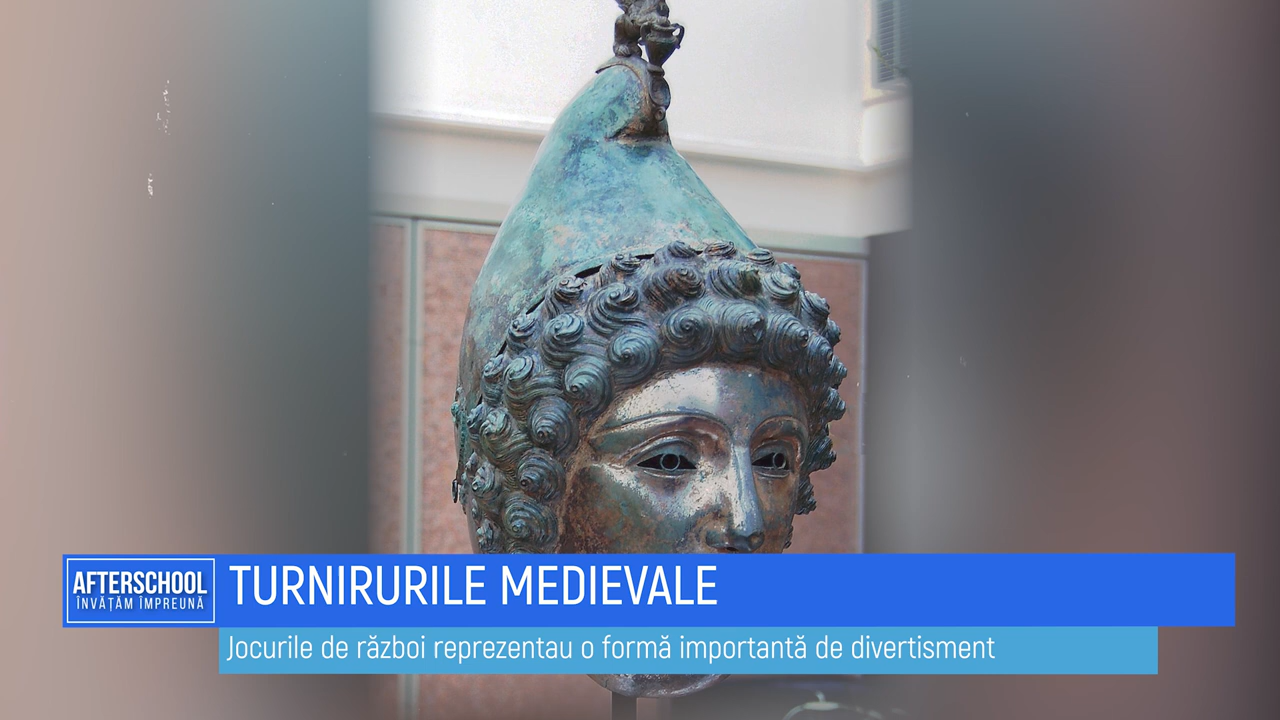 AFTERSCHOOL
ÎNVĂȚĂM ÎMPREUNĂ
TURNIRURILE MEDIEVALE
Jocurile de război reprezentau o formă importantă de divertisment